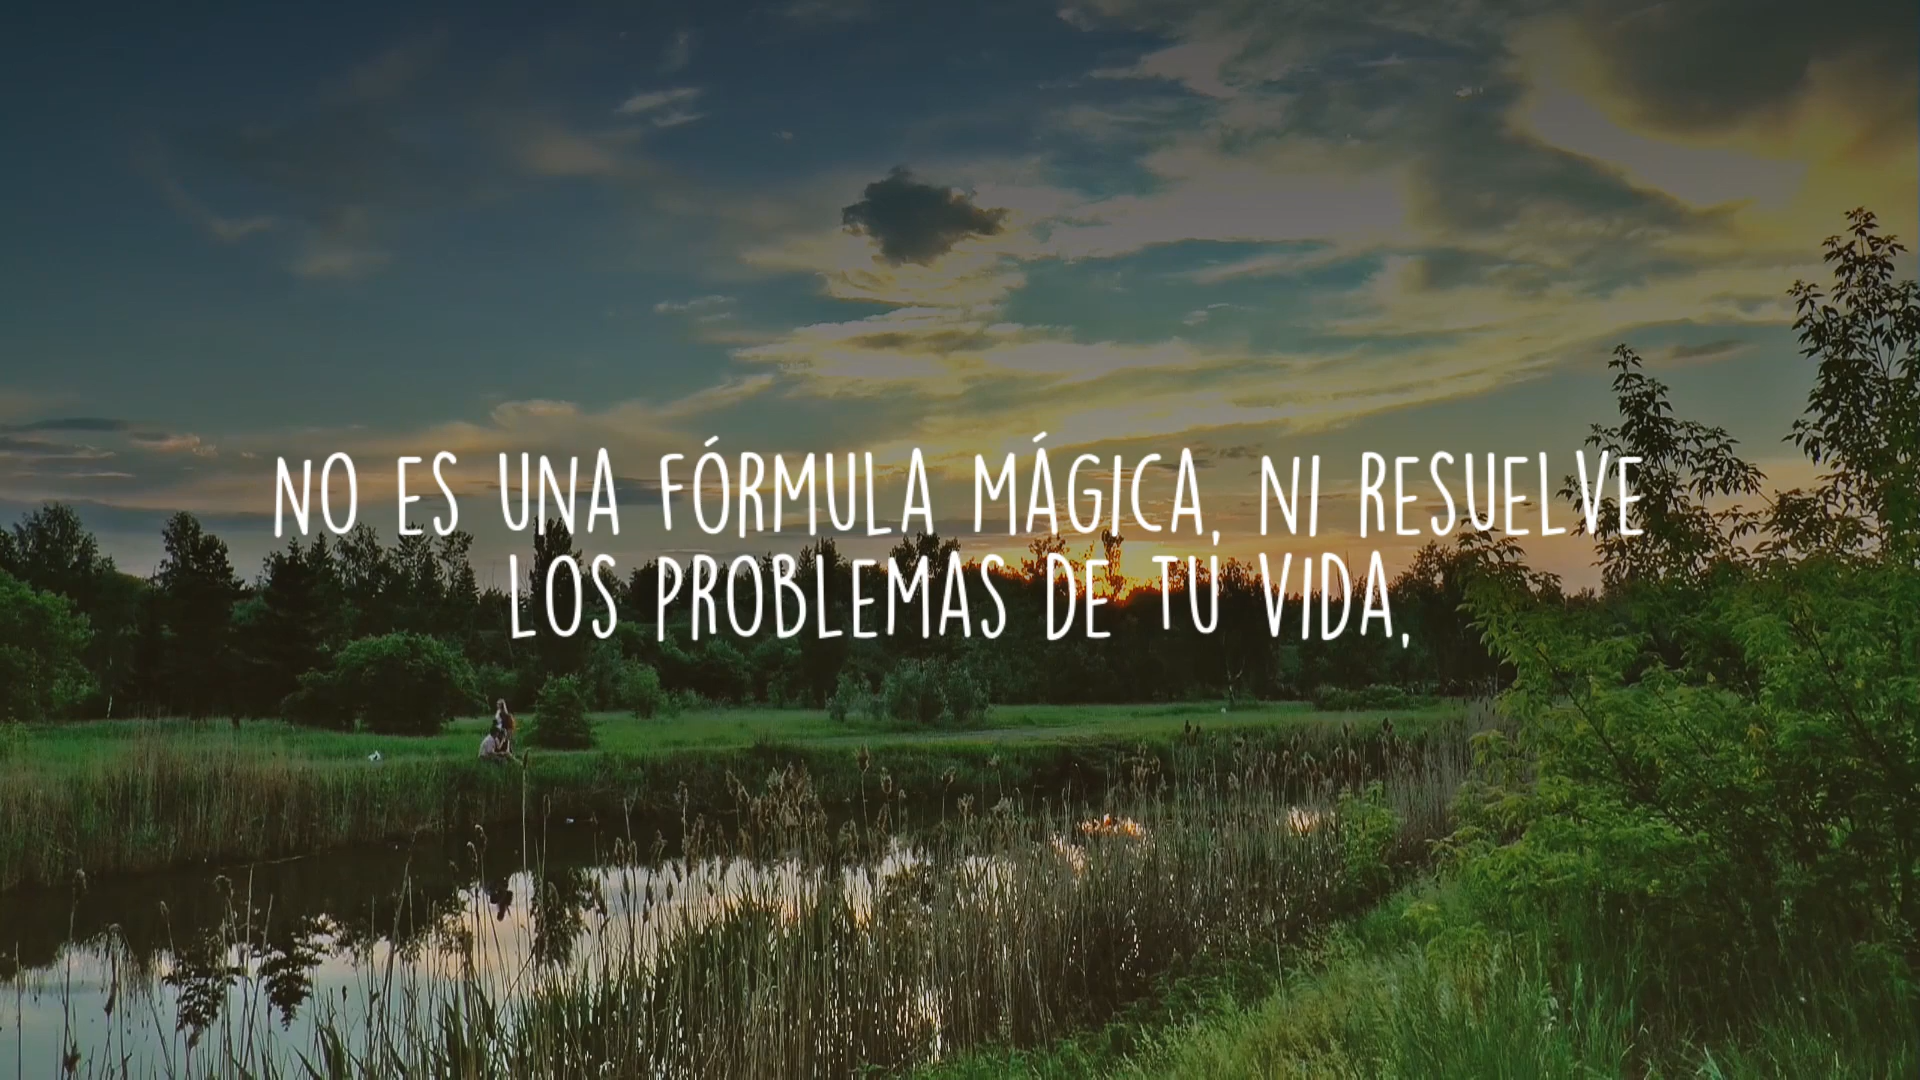 NO ES UNA FÓRMULA MÁGICA, NI RESUELVE
LOS PROBLEMAS DE TU VIDA,